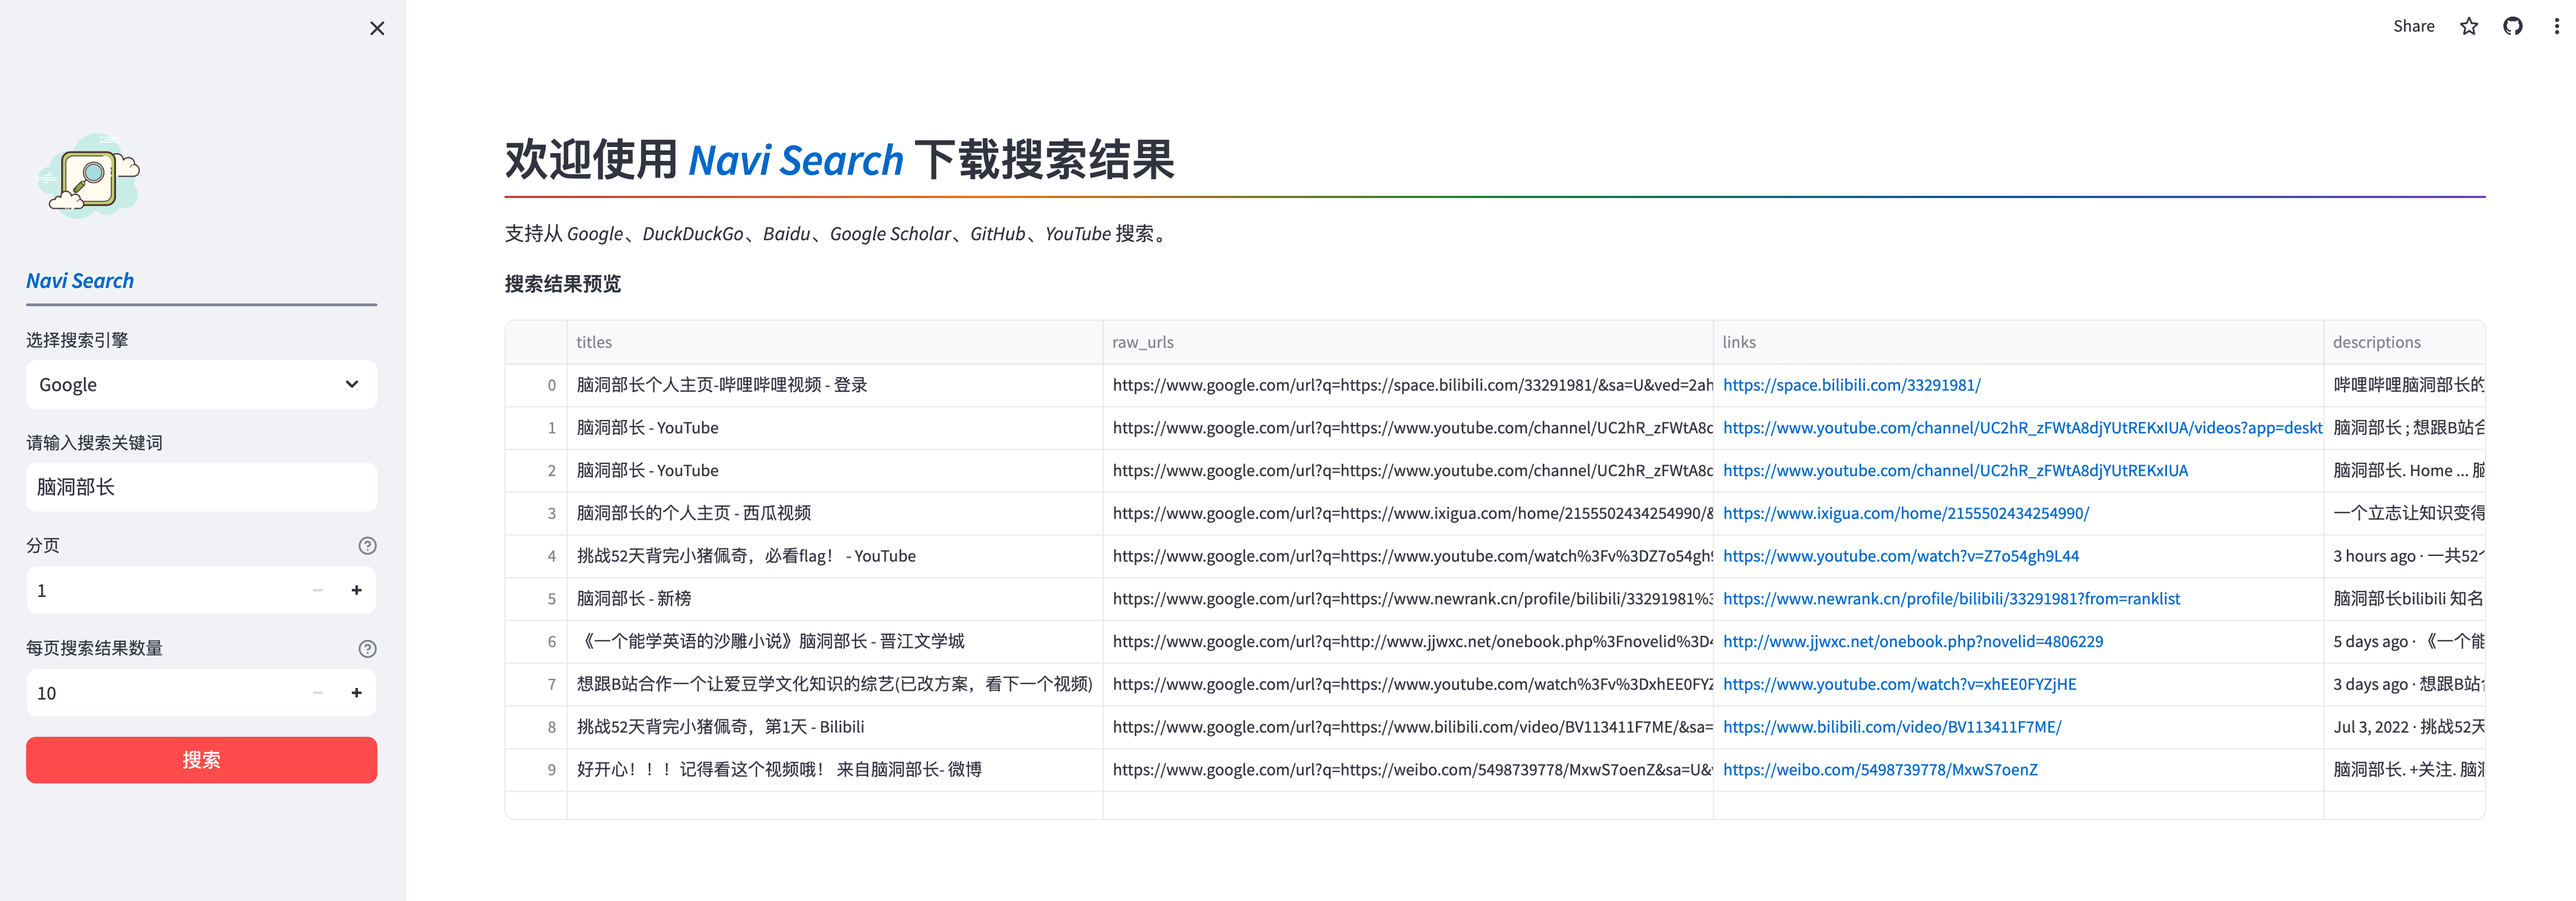 Share
Navi Search
选择搜索引擎
Google
请输入搜索关键词
脑洞部长
分页
1
每页搜索结果数量
10
搜索
欢迎使用 Navi Search 下载搜索结果
支持从 Google、DuckDuckGo、Baidu、Google Scholar、GitHub、YouTube 搜索。
搜索结果预览
titles raw_urls links descriptions
0 脑洞部长个人主页-哔哩哔哩视频 - 登录 https://www.google.com/url?q=https://space.bilibili.com/33291981/&sa=U&ved=2ah https://space.bilibili.com/33291981/ 哔哩哔哩脑洞部长的
1 脑洞部长 - YouTube https://www.google.com/url?q=https://www.youtube.com/channel/UC2hR_zFWtA8d https://www.youtube.com/channel/UC2hR_zFWtA8djYUtREKxIUA/videos?app=deskt 脑洞部长 ; 想跟B站合
2 脑洞部长 - YouTube https://www.google.com/url?q=https://www.youtube.com/channel/UC2hR_zFWtA8d https://www.youtube.com/channel/UC2hR_zFWtA8djYUtREKxIUA 脑洞部长. Home ... 脑
3 脑洞部长的个人主页 - 西瓜视频 https://www.google.com/url?q=https://www.ixigua.com/home/2155502434254990/& https://www.ixigua.com/home/2155502434254990/ 一个立志让知识变得
4 挑战52天背完小猪佩奇，必看flag！ - YouTube https://www.google.com/url?q=https://www.youtube.com/watch%3Fv%3DZ7o54gh9 https://www.youtube.com/watch?v=Z7o54gh9L44 3 hours ago · 一共52个
5 脑洞部长 - 新榜 https://www.google.com/url?q=https://www.newrank.cn/profile/bilibili/33291981%3 https://www.newrank.cn/profile/bilibili/33291981?from=ranklist 脑洞部长bilibili 知名
6 《一个能学英语的沙雕小说》脑洞部长 - 晋江文学城 https://www.google.com/url?q=http://www.jjwxc.net/onebook.php%3Fnovelid%3D4 http://www.jjwxc.net/onebook.php?novelid=4806229 5 days ago · 《一个能
7 想跟B站合作一个让爱豆学文化知识的综艺(已改方案，看下一个视频) https://www.google.com/url?q=https://www.youtube.com/watch%3Fv%3DxhEE0FYZ https://www.youtube.com/watch?v=xhEE0FYZjHE 3 days ago · 想跟B站合
8 挑战52天背完小猪佩奇，第1天 - Bilibili https://www.google.com/url?q=https://www.bilibili.com/video/BV113411F7ME/&sa= https://www.bilibili.com/video/BV113411F7ME/ Jul 3, 2022 · 挑战52天
9 好开心！！！记得看这个视频哦！ 来自脑洞部长- 微博 https://www.google.com/url?q=https://weibo.com/5498739778/MxwS7oenZ&sa=U&v https://weibo.com/5498739778/MxwS7oenZ 脑洞部长. +关注. 脑洞